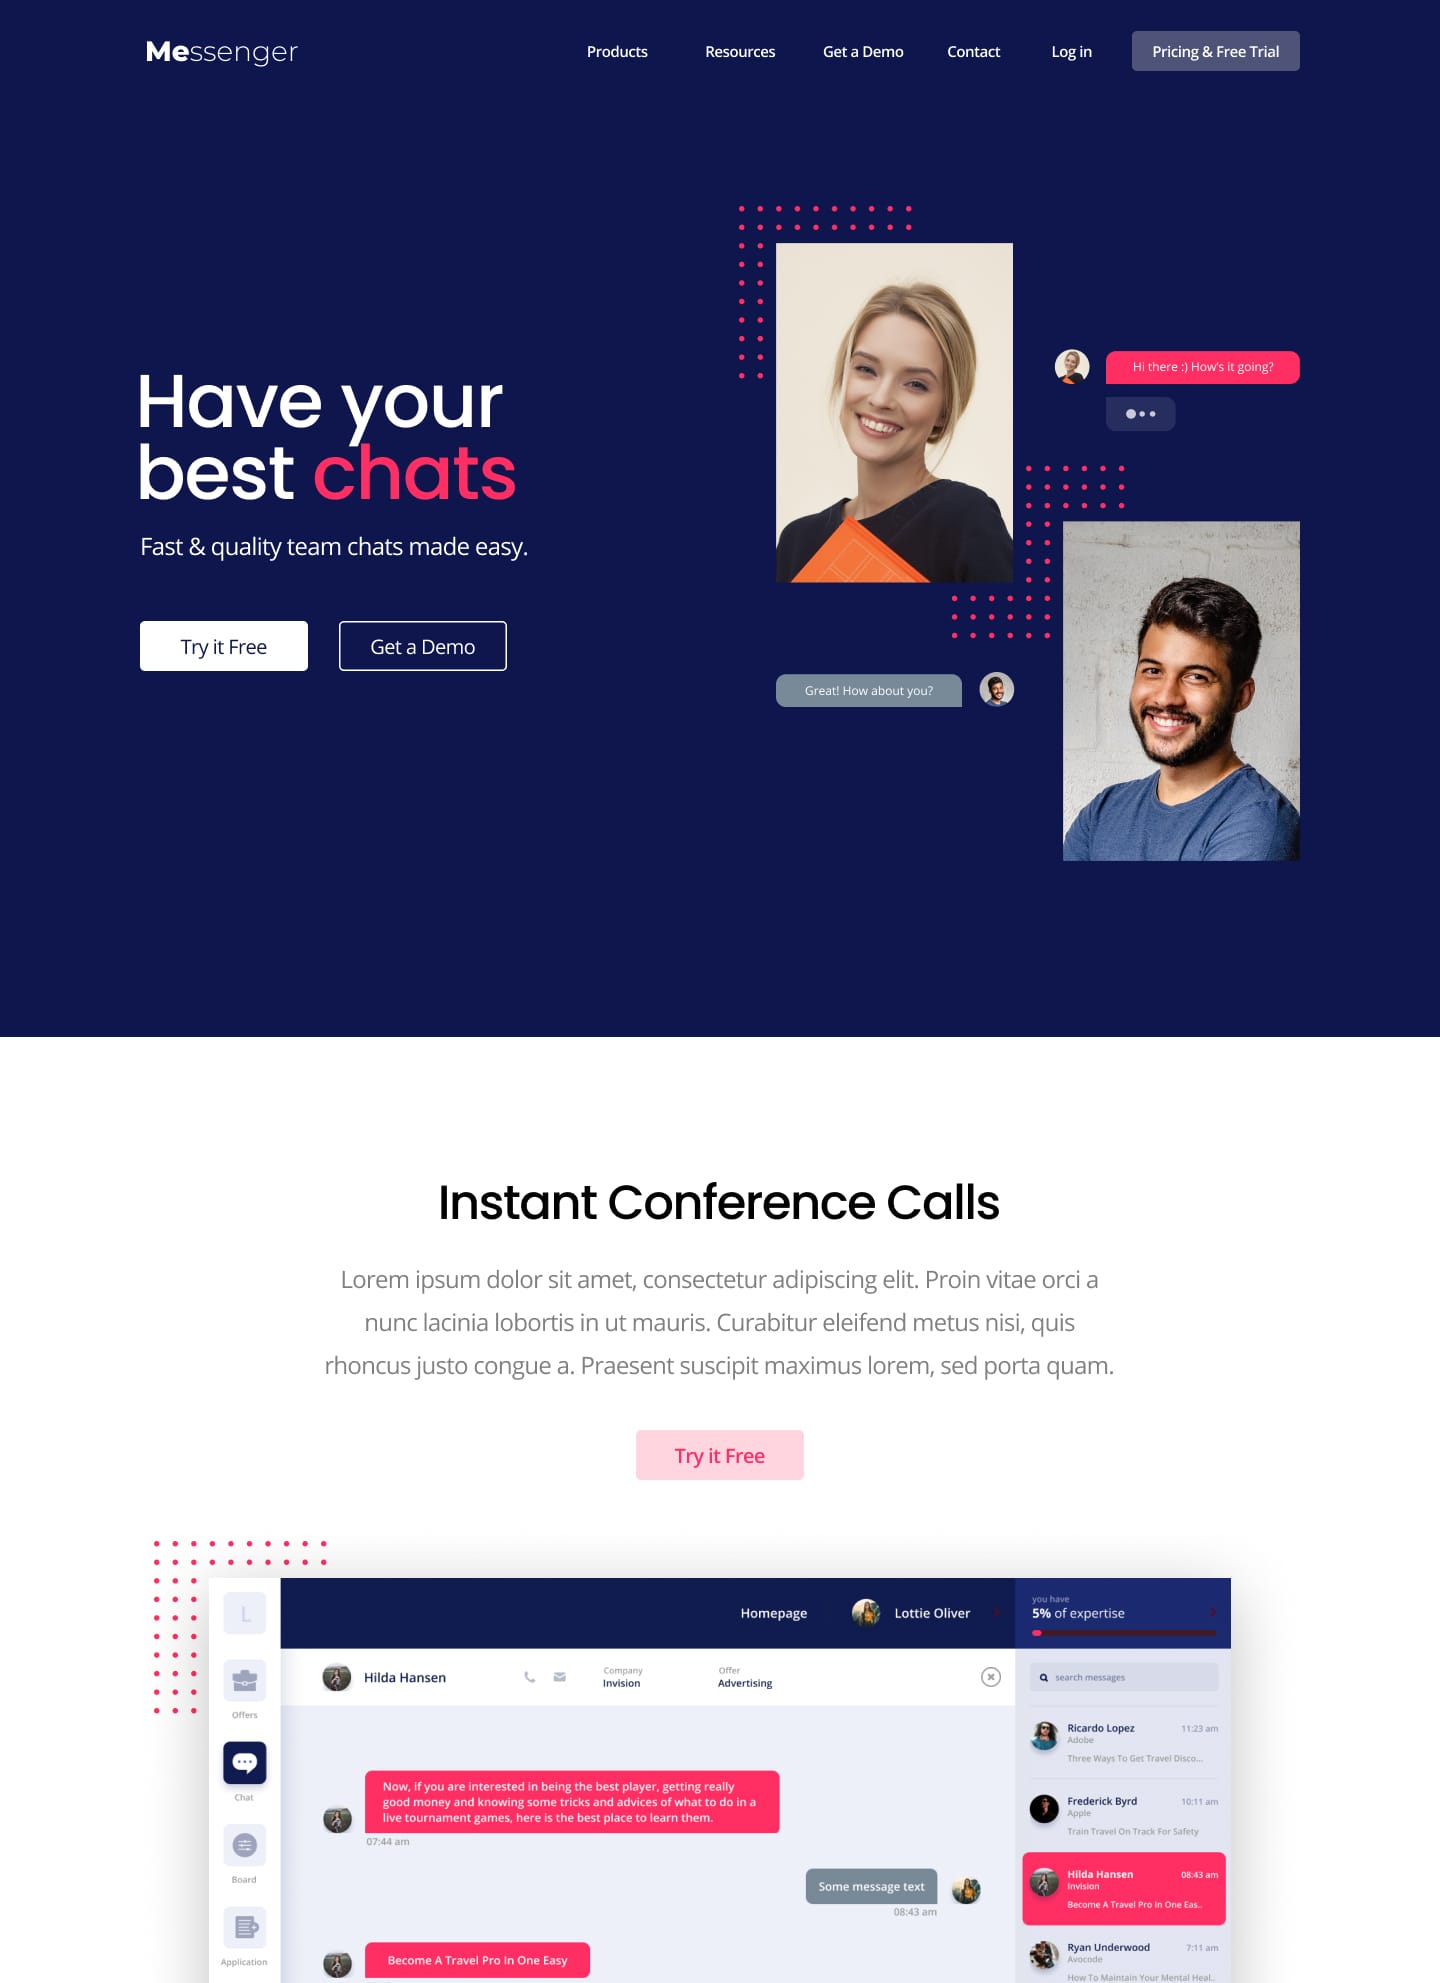 Messenger
Products
Resources
Get a Demo
Contact
Log in
Pricing & Free Trial
Have your
best chats
Fast & quality team chats made easy.
Try it Free
Get a Demo
Hi there :) How's it going?
Great! How about you?
Instant Conference Calls
Lorem ipsum dolor sit amet, consectetur adipiscing elit. Proin vitae orci a
nunc lacinia lobortis in ut mauris. Curabitur eleifend metus nisi, quis
rhoncus justo congue a. Praesent suscipit maximus lorem, sed porta quam.
Try it Free
L
Offers
Chat
Board
Application
Homepage
Lottie Oliver
Hilda Hansen
Company
Invision
Offer
Advertising
Now, if you are interested in being the best player, getting really
good money and knowing some tricks and advices of what to do in a
live tournament games, here is the best place to learn them.
07:44 am
Some message text
08:43 am
Become A Travel Pro In One Easy
you have
5% of expertise
search messages
Ricardo Lopez
11:23 am
Adobe
Three Ways To Get Travel Disco...
Frederick Byrd
10:11 am
Apple
Train Travel On Track For Safety
Hilda Hansen
08:43 am
Invision
Become A Travel Pro In One Eas..
Ryan Underwood
7:11 am
Avocode
How To Maintain Your Mental Heal..